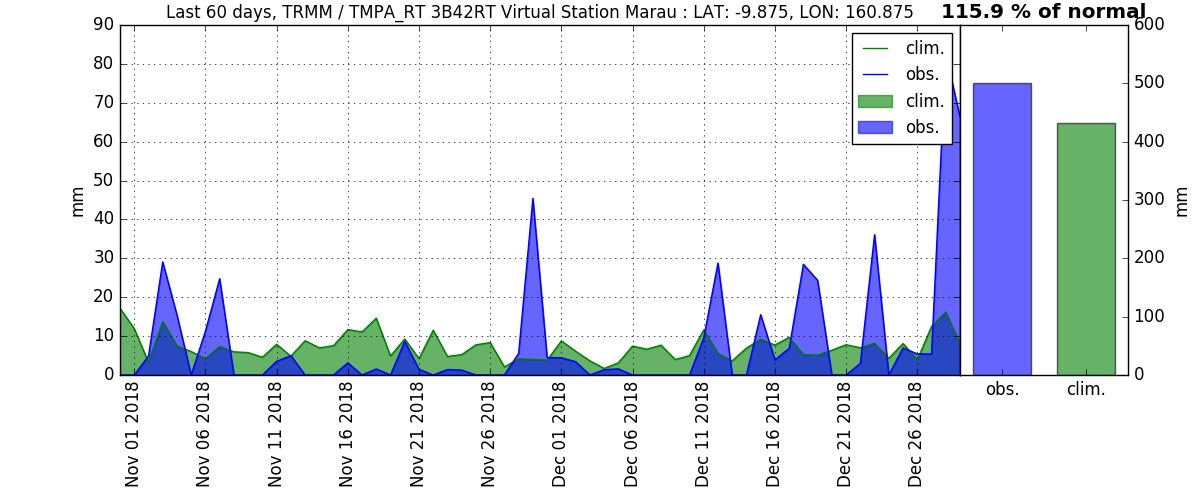 Last 60 days, TRMM / TMPA_RT 3B42RT Virtual Station Marau : LAT: -9.875, LON: 160.875
115.9 % of normal
90
80
70
60
50
40
30
20
10
0
mm
clim.
obs.
clim.
obs.
600
500
400
300
200
100
0
mm
Nov 01 2018
Nov 06 2018
Nov 11 2018
Nov 16 2018
Nov 21 2018
Nov 26 2018
Dec 01 2018
Dec 06 2018
Dec 11 2018
Dec 16 2018
Dec 21 2018
Dec 26 2018
obs.
clim.